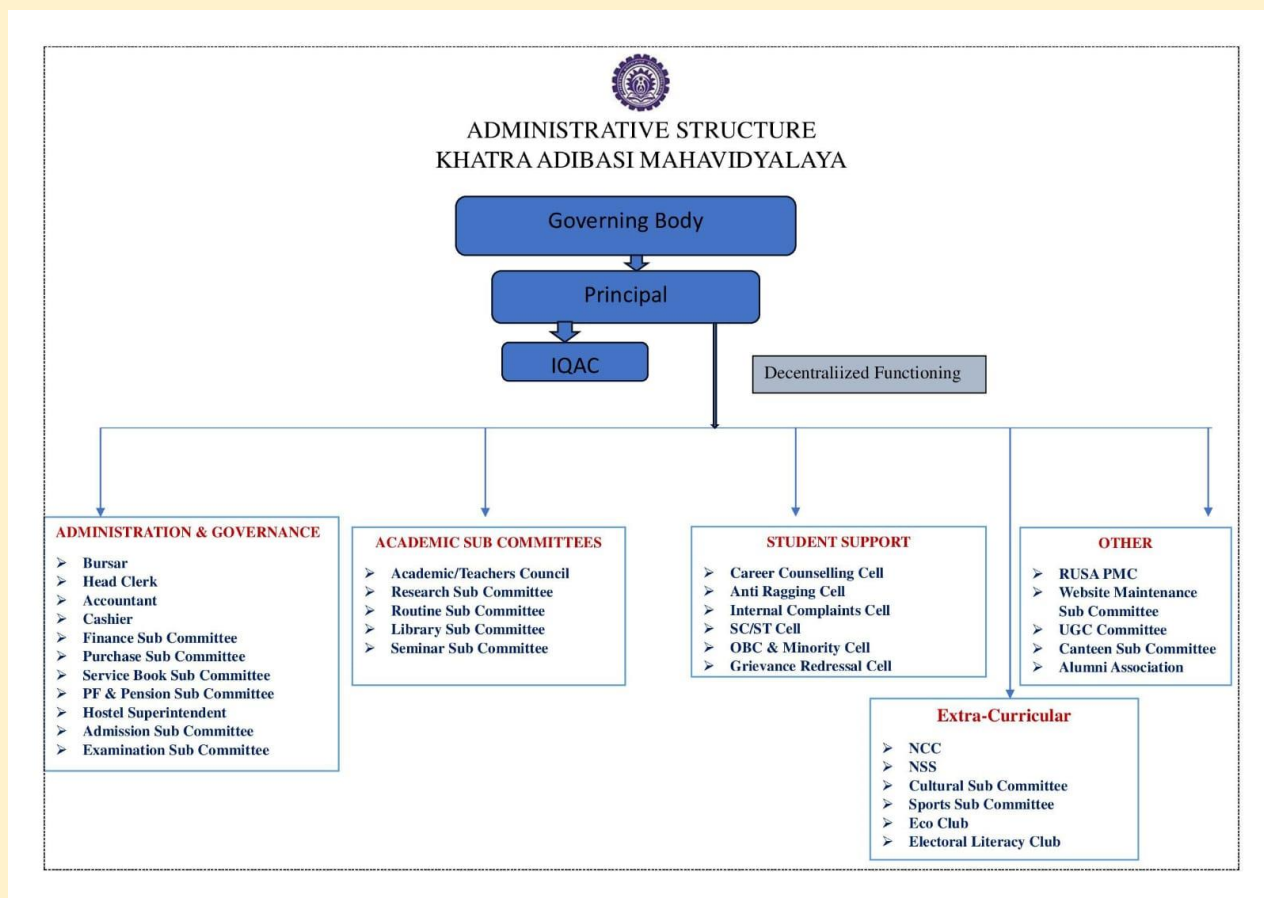 ADMINISTRATIVE STRUCTURE
KHATRA ADIBASI MAHAVIDYALAYA
Governing Body
Principal
IQAC
Decentraliized Functioning
ADMINISTRATION & GOVERNANCE
Bursar
Head Clerk
Accountant
Cashier
Finance Sub Committee
Purchase Sub Committee
Service Book Sub Committee
PF & Pension Sub Committee
Hostel Superintendent
Admission Sub Committee
Examination Sub Committee
ACADEMIC SUB COMMITTEES
Academic/Teachers Council
Research Sub Committee
Routine Sub Committee
Library Sub Committee
Seminar Sub Committee
STUDENT SUPPORT
Career Counselling Cell
Anti Ragging Cell
Internal Complaints Cell
SC/ST Cell
OBC & Minority Cell
Grievance Redressal Cell
OTHER
RUSA PMC
Website Maintenance
Sub Committee
UGC Committee
Canteen Sub Committee
Alumni Association
Extra-Curricular
NCC
NSS
Cultural Sub Committee
Sports Sub Committee
Eco Club
Electoral Literacy Club